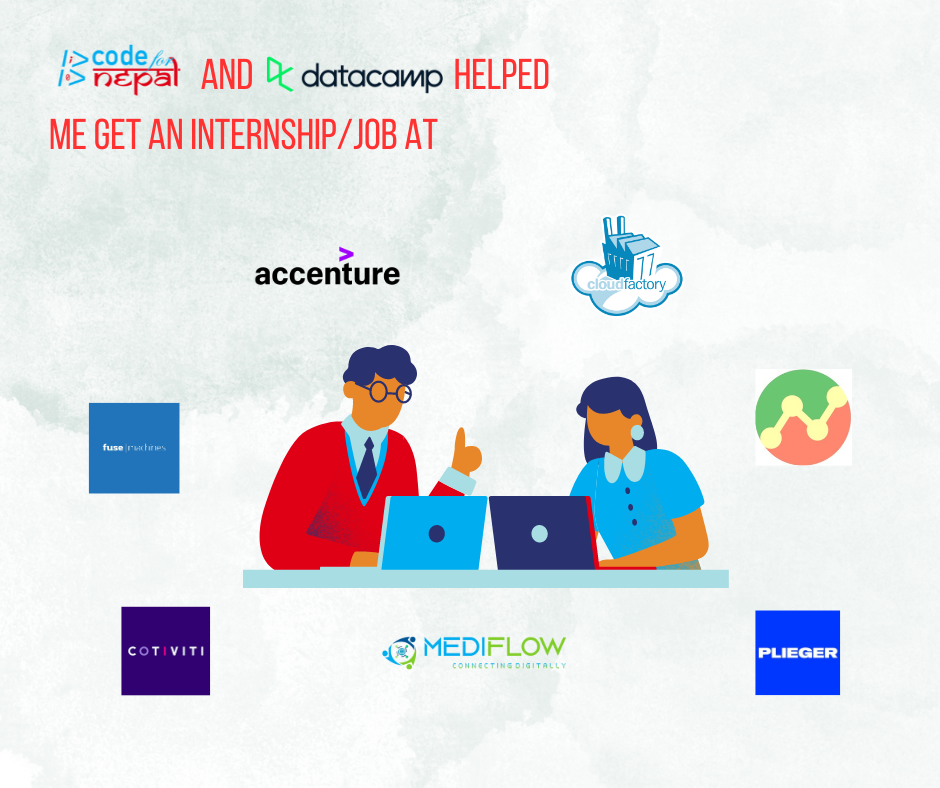 code for nepal AND datacamp HELPED
ME GET AN INTERNSHIP/JOB AT
accenture
cloudfactory
fuse machines
COTIVITI
MEDIFLOW
CONNECTING DIGITALLY
PLIEGER